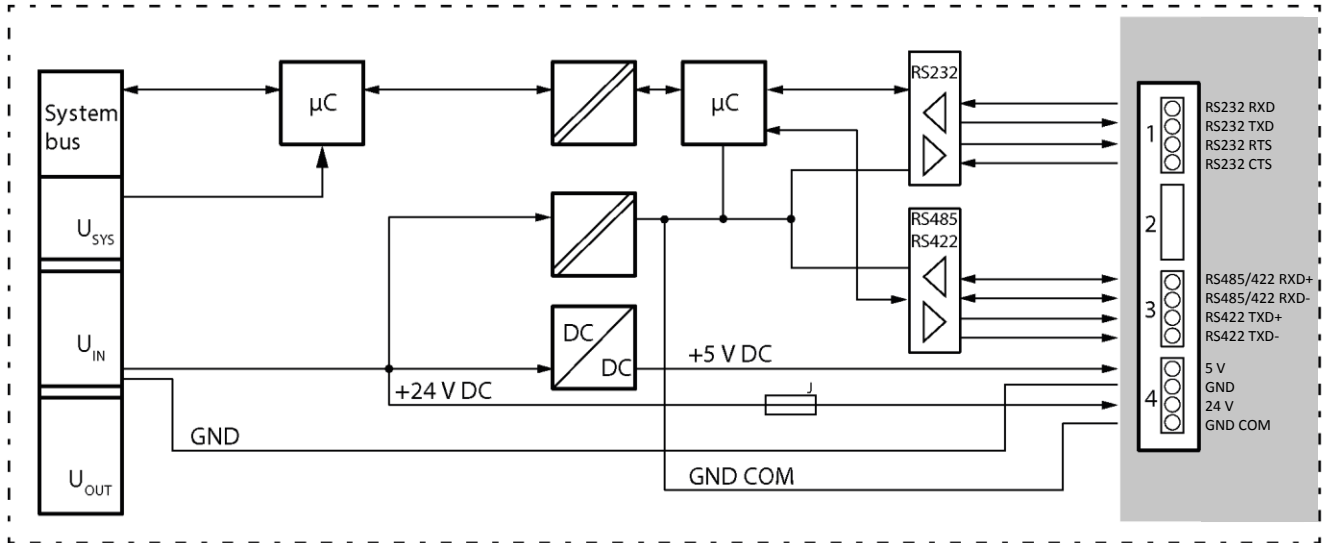 System
bus
U SYS
U IN
U OUT
µC
µC
RS232
RS485
RS422
DC
DC
+5 V DC
+24 V DC
J
GND
GND COM
1
2
3
4
RS232 RXD
RS232 TXD
RS232 RTS
RS232 CTS
RS485/422 RXD+
RS485/422 RXD-
RS422 TXD+
RS422 TXD-
5 V
GND
24 V
GND COM